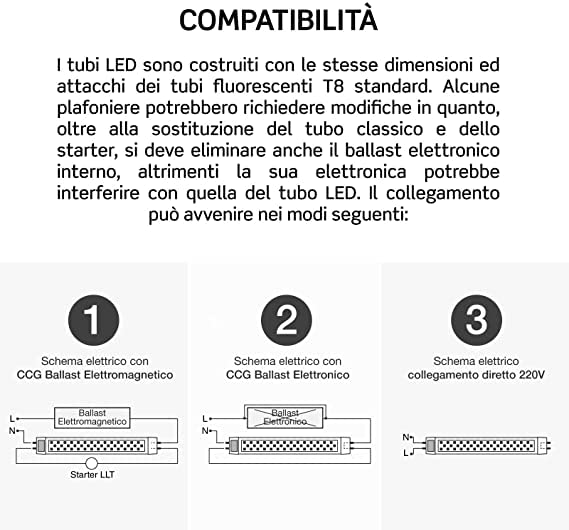 COMPATIBILITÀ
I tubi LED sono costruiti con le stesse dimensioni ed
attacchi dei tubi fluorescenti T8 standard. Alcune
plafoniere potrebbero richiedere modifiche in quanto,
oltre alla sostituzione del tubo classico e dello
starter, si deve eliminare anche il ballast elettronico
interno, altrimenti la sua elettronica potrebbe
interferire con quella del tubo LED. Il collegamento
può avvenire nei modi seguenti:
1
Schema elettrico con
CCG Ballast Elettromagnetico
L
Ballast
Elettromagnetico
N
Starter LLT
2
Schema elettrico con
CCG Ballast Elettronico
L
Ballast
Elettronico
N
3
Schema elettrico
collegamento diretto 220V
N
L